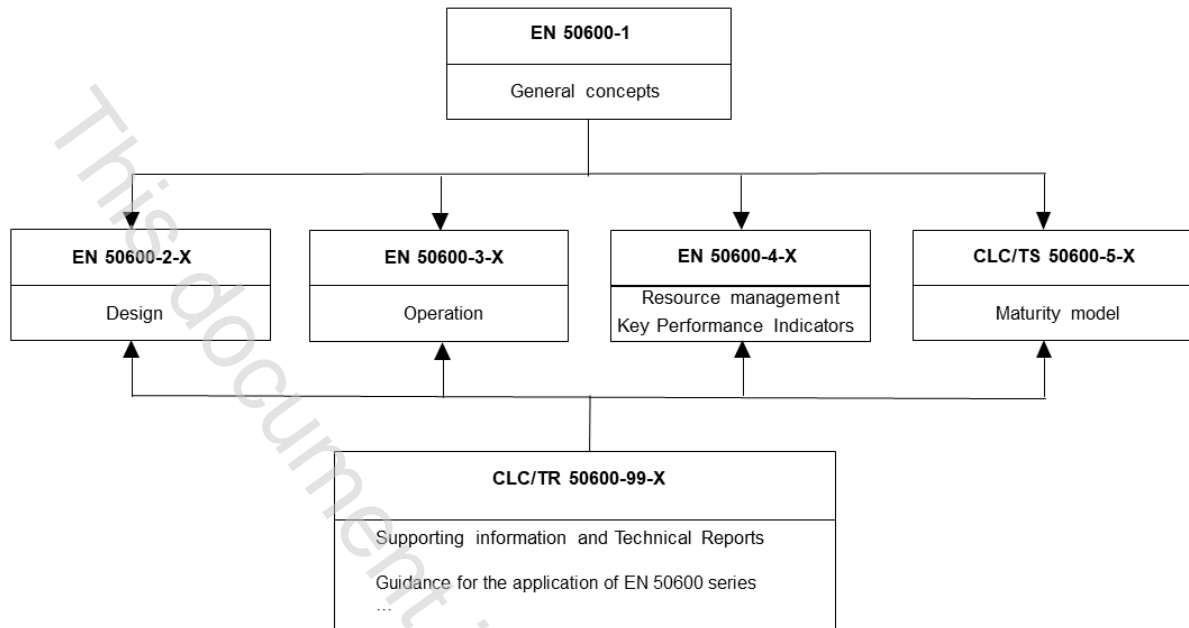 EN 50600-1
General concepts
EN 50600-2-X
Design
EN 50600-3-X
Operation
EN 50600-4-X
Resource management
Key Performance Indicators
CLC/TS 50600-5-X
Maturity model
CLC/TR 50600-99-X
Supporting information and Technical Reports
Guidance for the application of EN 50600 series
...
This document